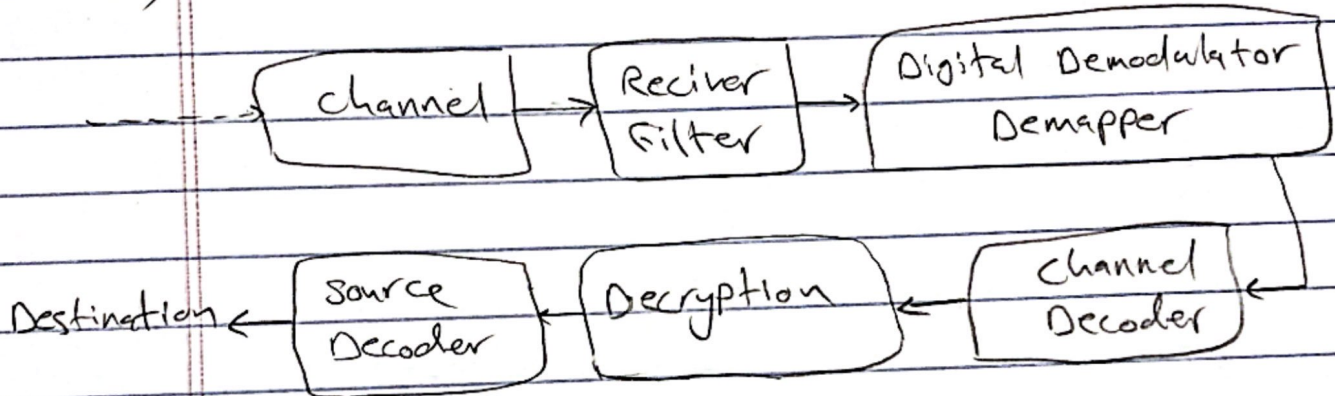 channel
Reciver
Filter
Digital Demodulator
Demapper
channel
Decoder
Decryption
source
Decoder
Destination